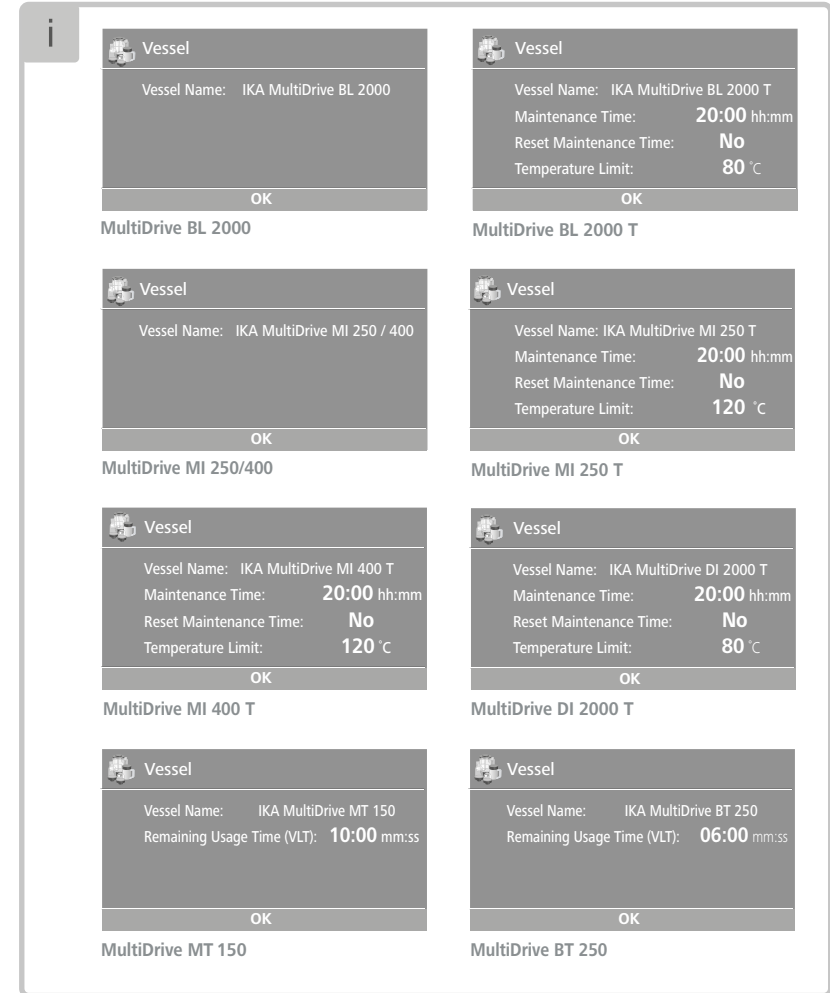 i
Vessel
Vessel Name: IKA MultiDrive BL 2000
OK
MultiDrive BL 2000
Vessel
Vessel Name: IKA MultiDrive BL 2000 T
Maintenance Time: 20:00 hh:mm
Reset Maintenance Time: No
Temperature Limit: 80 °C
OK
MultiDrive BL 2000 T
Vessel
Vessel Name: IKA MultiDrive MI 250 / 400
OK
MultiDrive MI 250/400
Vessel
Vessel Name: IKA MultiDrive MI 250 T
Maintenance Time: 20:00 hh:mm
Reset Maintenance Time: No
Temperature Limit: 120 °C
OK
MultiDrive MI 250 T
Vessel
Vessel Name: IKA MultiDrive MI 400 T
Maintenance Time: 20:00 hh:mm
Reset Maintenance Time: No
Temperature Limit: 120 °C
OK
MultiDrive MI 400 T
Vessel
Vessel Name: IKA MultiDrive DI 2000 T
Maintenance Time: 20:00 hh:mm
Reset Maintenance Time: No
Temperature Limit: 80 °C
OK
MultiDrive DI 2000 T
Vessel
Vessel Name: IKA MultiDrive MT 150
Remaining Usage Time (VLT): 10:00 mm:ss
OK
MultiDrive MT 150
Vessel
Vessel Name: IKA MultiDrive BT 250
Remaining Usage Time (VLT): 06:00 mm:ss
OK
MultiDrive BT 250